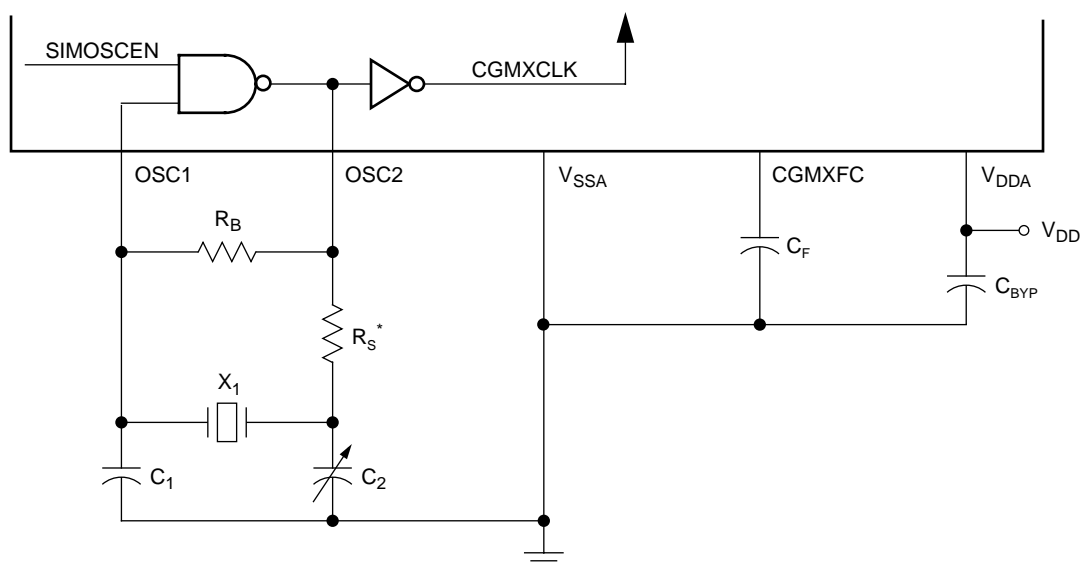 SIMOSCEN
CGMXCLK
OSC1
OSC2
VSSA
CGMXFC
VDDA
RB
VDD
CF
CBYP
RS*
X1
C1
C2